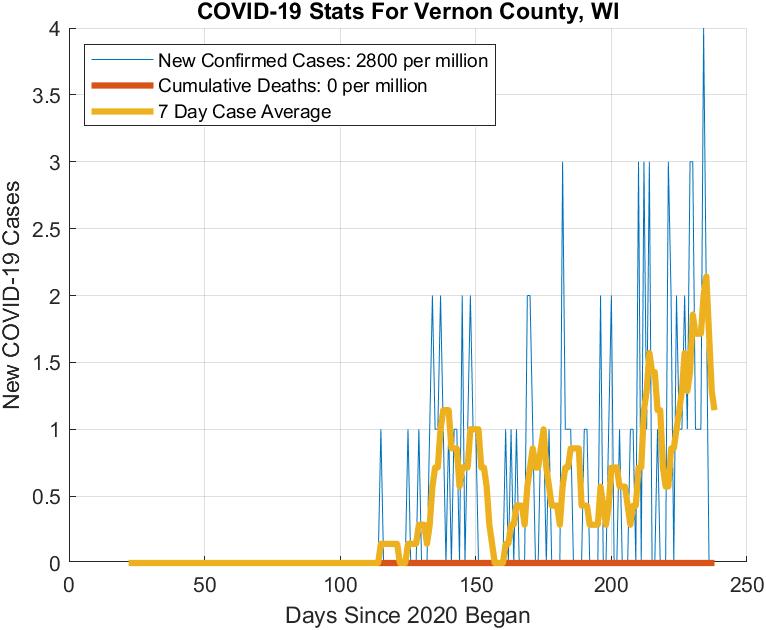 COVID-19 Stats For Vernon County, WI
New Confirmed Cases: 2800 per million
Cumulative Deaths: 0 per million
7 Day Case Average
New COVID-19 Cases
4
3.5
3
2.5
2
1.5
1
0.5
0
0 50 100 150 200 250
Days Since 2020 Began